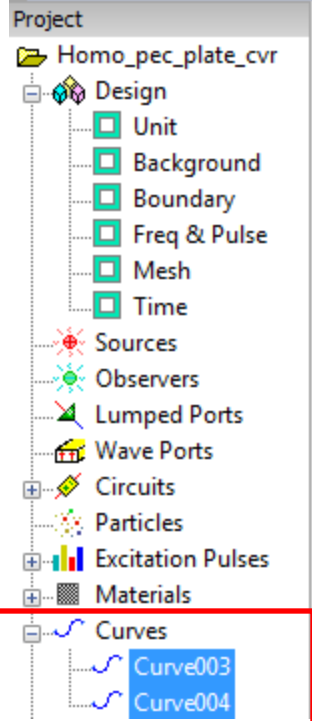 Project
Homo_pec_plate_cvr
Design
Unit
Background
Boundary
Freq & Pulse
Mesh
Time
Sources
Observers
Lumped Ports
Wave Ports
Circuits
Particles
Excitation Pulses
Materials
Curves
Curve003
Curve004